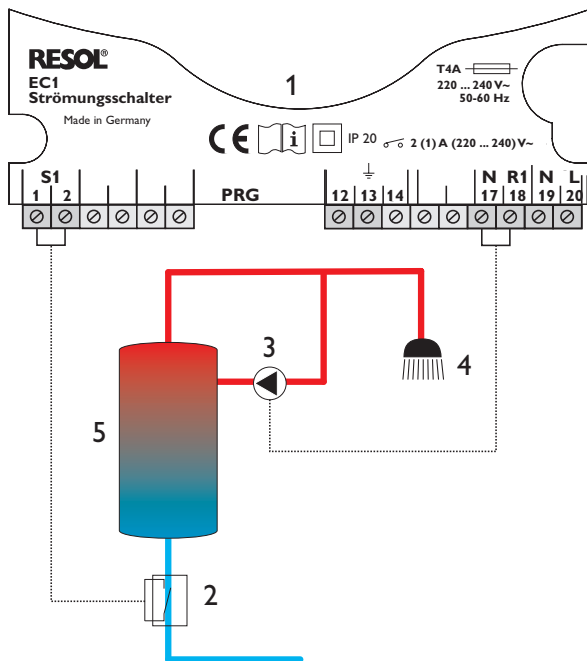 RESOL®
EC1
Strömungsschalter
Made in Germany
1
T4A
220 ... 240 V~
50-60 Hz
i
IP 20
2 (1) A (220 ... 240) V~
CE
S1
1 2
PRG
12 13 14
N R1 N L
17 18 19 20
3
4
5
2